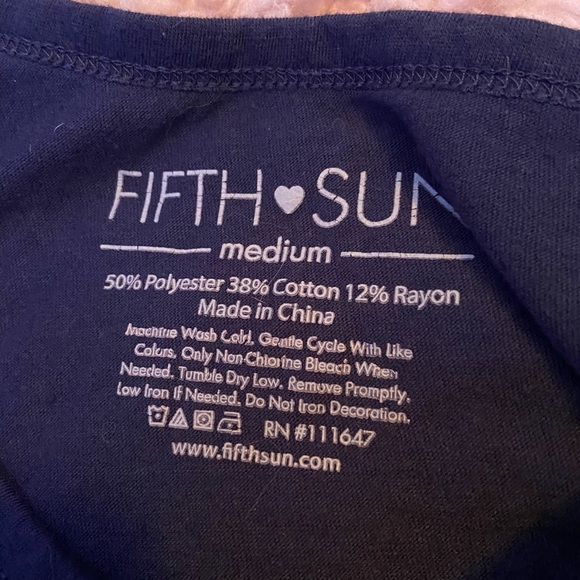 FIFTH SUN
medium
50% Polyester 38% Cotton 12% Rayon
Made in China
Machine Wash Cold. Gentle Cycle With Like
Colors, Only Non-Chlorine Bleach When
Needed. Tumble Dry Low. Remove Promptly.
Low Iron If Needed. Do Not Iron Decoration.
RN #111647
www.fifthsun.com